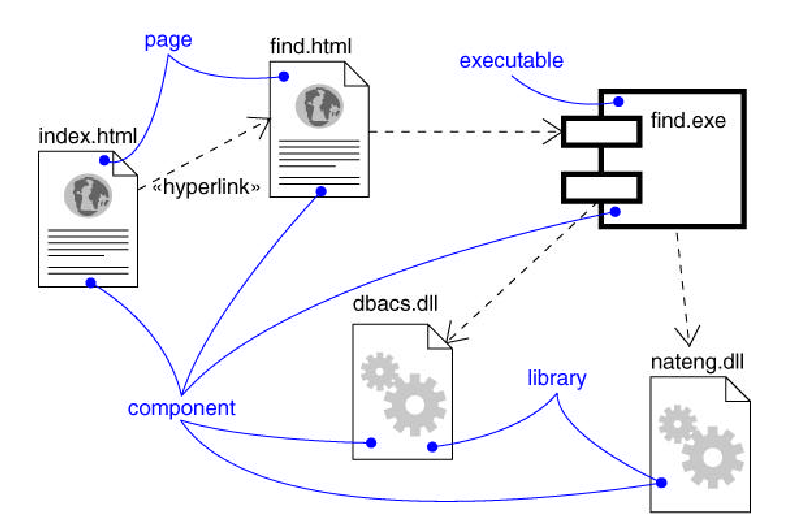 page
find.html
executable
find.exe
index.html
«hyperlink»
dbacs.dll
nateng.dll
library
component